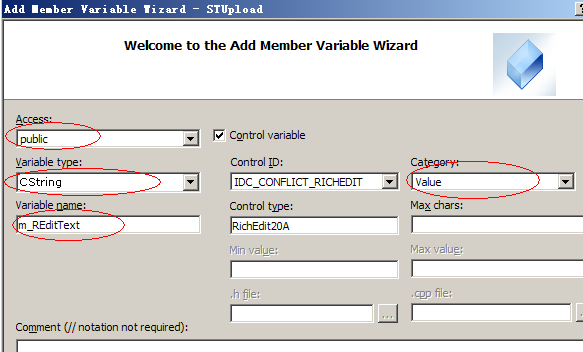 Add Member Variable Wizard - STUpload
Welcome to the Add Member Variable Wizard
Access:
public
Control variable
Variable type:
Control ID:
Category:
CString
IDC_CONFLICT_RICHEDIT
Value
Variable name:
Control type:
Max chars:
m_REditText
RichEdit20A
Min value:
Max value:
.h file:
.cpp file:
...
Comment (// notation not required):